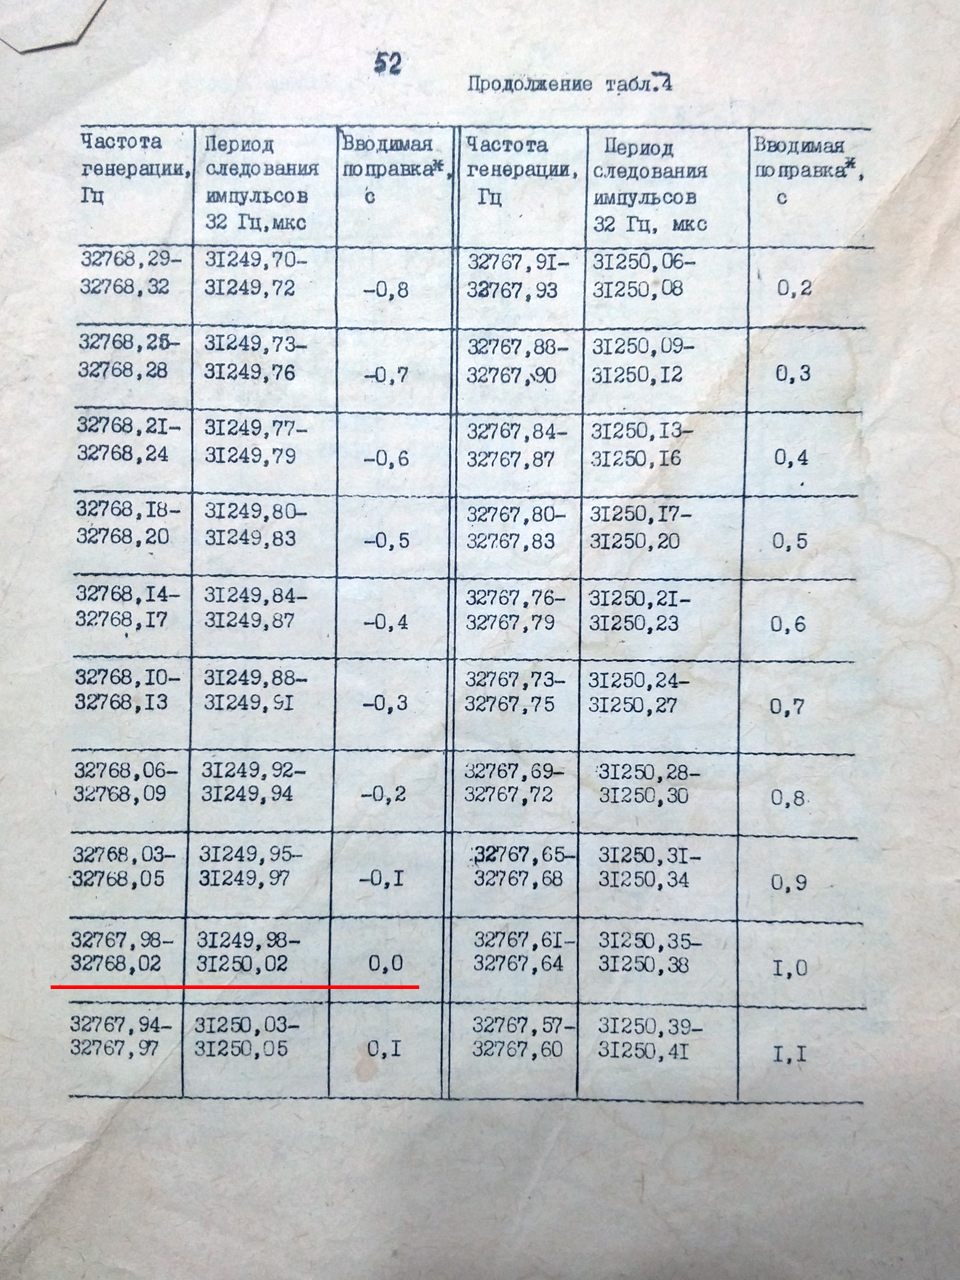 52
Продолжение табл.4
Частота генерации, Гц | Период следования импульсов 32 Гц,мкс | Вводимая поправка*, с | Частота генерации, Гц | Период следования импульсов 32 Гц, мкс | Вводимая поправка*, с
32768,29- | 31249,70- | | 32767,91- | 31250,06- |
32768,32 | 31249,72 | -0,8 | 32767,93 | 31250,08 | 0,2
32768,25- | 31249,73- | | 32767,88- | 31250,09- |
32768,28 | 31249,76 | -0,7 | 32767,90 | 31250,12 | 0,3
32768,21- | 31249,77- | | 32767,84- | 31250,13- |
32768,24 | 31249,79 | -0,6 | 32767,87 | 31250,16 | 0,4
32768,18- | 31249,80- | | 32767,80- | 31250,17- |
32768,20 | 31249,83 | -0,5 | 32767,83 | 31250,20 | 0,5
32768,14- | 31249,84- | | 32767,76- | 31250,21- |
32768,17 | 31249,87 | -0,4 | 32767,79 | 31250,23 | 0,6
32768,10- | 31249,88- | | 32767,73- | 31250,24- |
32768,13 | 31249,91 | -0,3 | 32767,75 | 31250,27 | 0,7
32768,06- | 31249,92- | | 32767,69- | 31250,28- |
32768,09 | 31249,94 | -0,2 | 32767,72 | 31250,30 | 0,8
32768,03- | 31249,95- | | 32767,65- | 31250,31- |
32768,05 | 31249,97 | -0,1 | 32767,68 | 31250,34 | 0,9
32767,98- | 31249,98- | | 32767,61- | 31250,35- |
32768,02 | 31250,02 | 0,0 | 32767,64 | 31250,38 | 1,0
32767,94- | 31250,03- | | 32767,57- | 31250,39- |
32767,97 | 31250,05 | 0,1 | 32767,60 | 31250,41 | 1,1